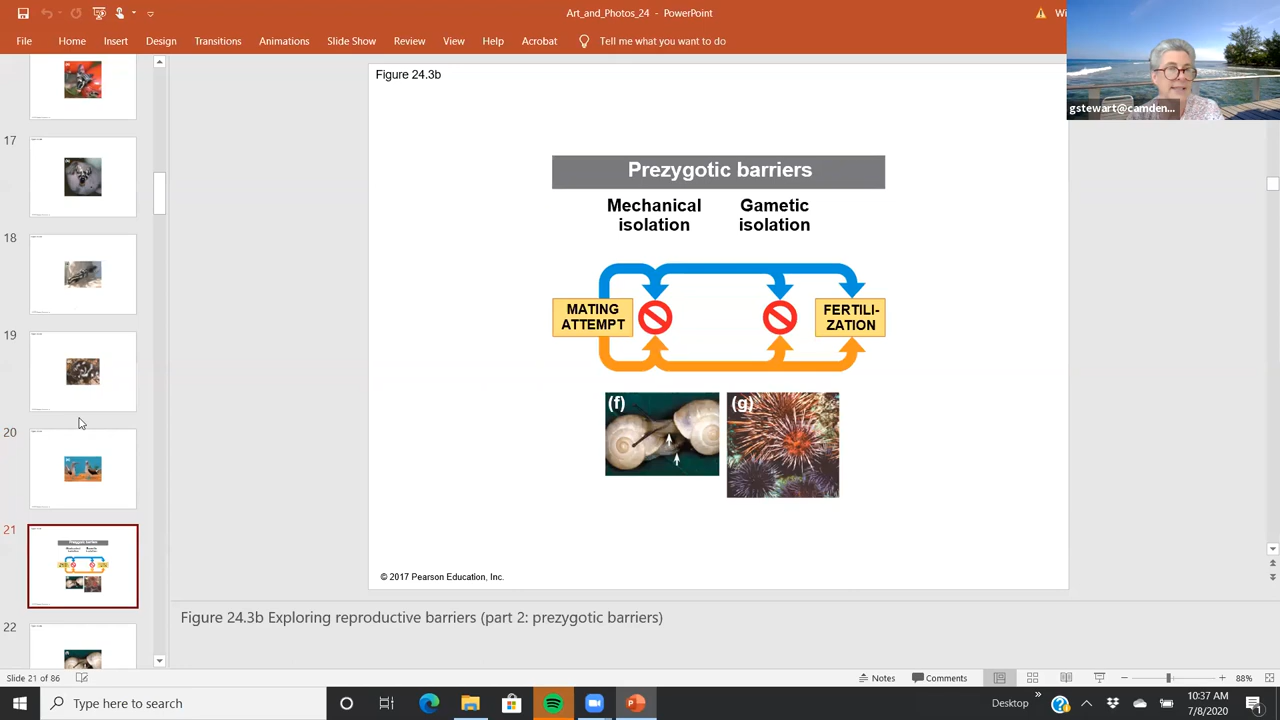 Art_and_Photos_24 - PowerPoint
Wi
File Home Insert Design Transitions Animations Slide Show Review View Help Acrobat Tell me what you want to do
gstewart@camden...
Figure 24.3b
Prezygotic barriers
Mechanical isolation
Gametic isolation
MATING
ATTEMPT
FERTILI-
ZATION
(f)
(g)
© 2017 Pearson Education, Inc.
17
18
19
20
21
22
Figure 24.3b Exploring reproductive barriers (part 2: prezygotic barriers)
Slide 21 of 86
Notes Comments 88%
Type here to search
Desktop
10:37 AM
7/8/2020
1